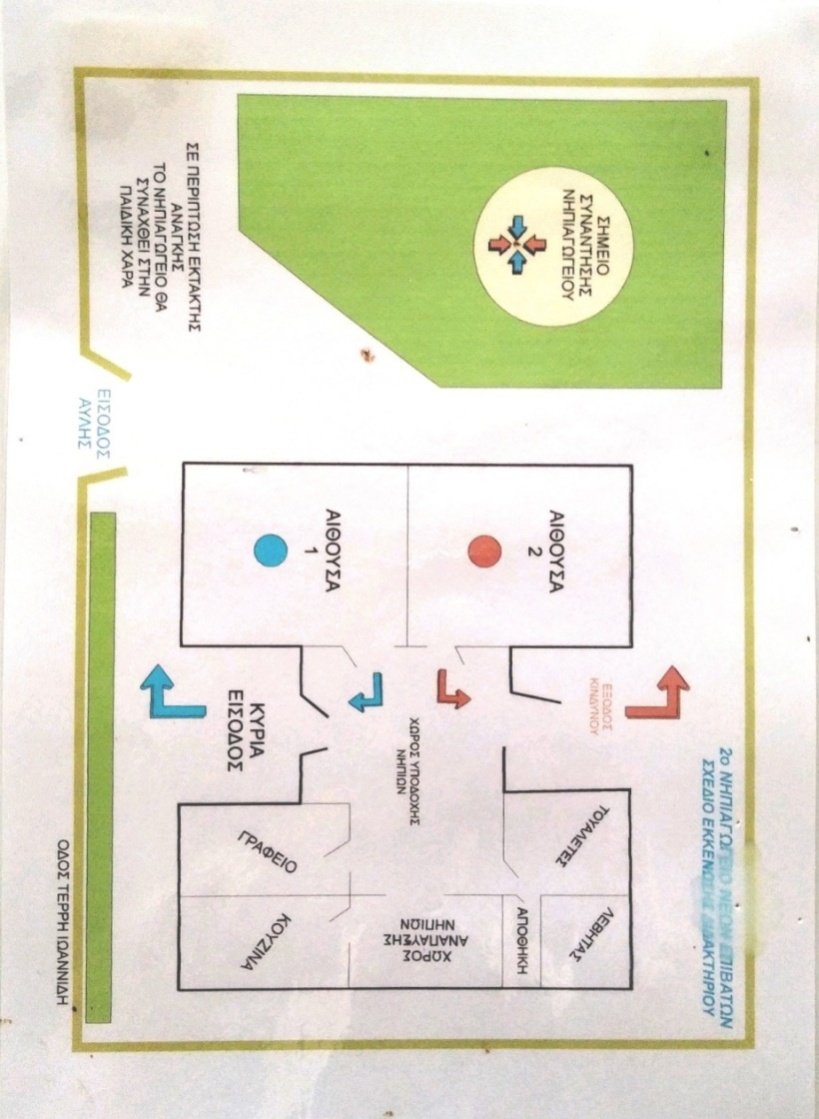 2ο ΝΗΠΙΑΓΩΓΕΙΟ ΝΕΩΝ ΕΠΙΒΑΤΩΝ
ΣΧΕΔΙΟ ΕΚΚΕΝΩΣΗΣ ΔΙΔΑΚΤΗΡΙΟΥ
ΣΗΜΕΙΟ
ΣΥΝΑΝΤΗΣΗΣ
ΝΗΠΙΑΓΩΓΕΙΟΥ
ΣΕ ΠΕΡΙΠΤΩΣΗ ΕΚΤΑΚΤΗΣ
ΑΝΑΓΚΗΣ
ΤΟ ΝΗΠΙΑΓΩΓΕΙΟ ΘΑ
ΣΥΝΑΧΘΕΙ ΣΤΗΝ
ΠΑΙΔΙΚΗ ΧΑΡΑ
ΕΙΣΟΔΟΣ
ΑΥΛΗΣ
ΑΙΘΟΥΣΑ
2
ΑΙΘΟΥΣΑ
1
ΕΞΟΔΟΣ
ΚΙΝΔΥΝΟΥ
ΧΩΡΟΣ ΥΠΟΔΟΧΗΣ
ΝΗΠΙΩΝ
ΚΥΡΙΑ
ΕΙΣΟΔΟΣ
ΤΟΥΑΛΕΤΕΣ
ΛΕΒΗΤΑΣ
ΑΠΟΘΗΚΗ
ΧΩΡΟΣ
ΑΝΑΠΑΥΣΗΣ
ΝΗΠΙΩΝ
ΓΡΑΦΕΙΟ
ΚΟΥΖΙΝΑ
ΟΔΟΣ ΤΕΡΡΗ ΙΩΑΝΝΙΔΗ